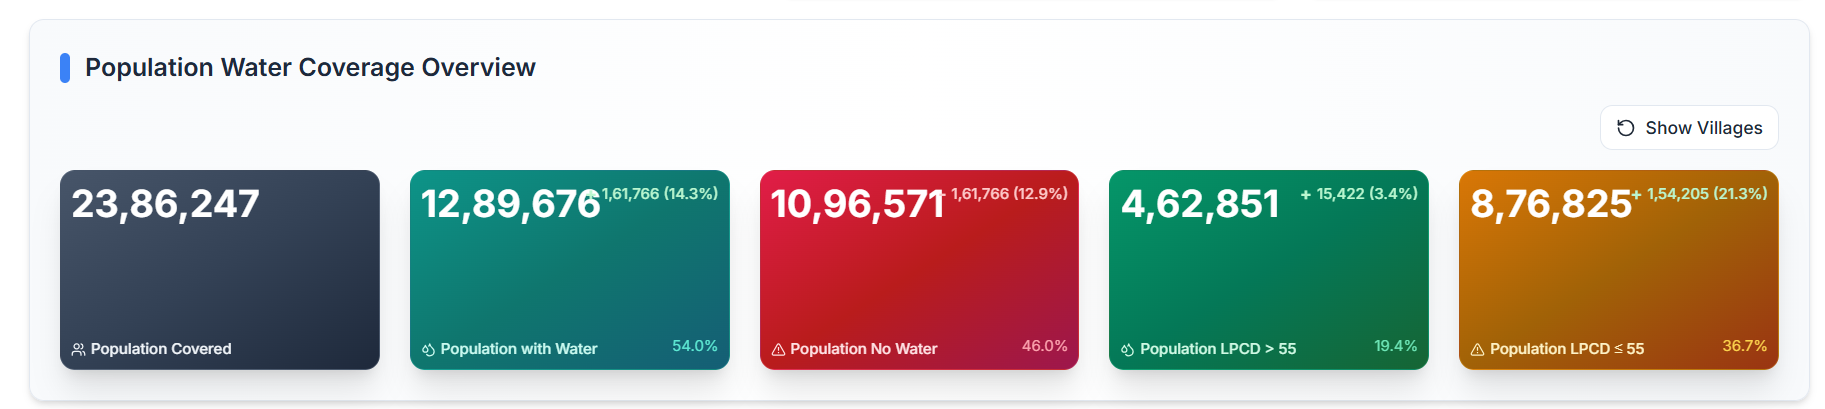 Population Water Coverage Overview
Show Villages
23,86,247
Population Covered
12,89,676
+ 1,61,766 (14.3%)
Population with Water
54.0%
10,96,571
- 1,61,766 (12.9%)
Population No Water
46.0%
4,62,851
+ 15,422 (3.4%)
Population LPCD > 55
19.4%
8,76,825
+ 1,54,205 (21.3%)
Population LPCD ≤ 55
36.7%